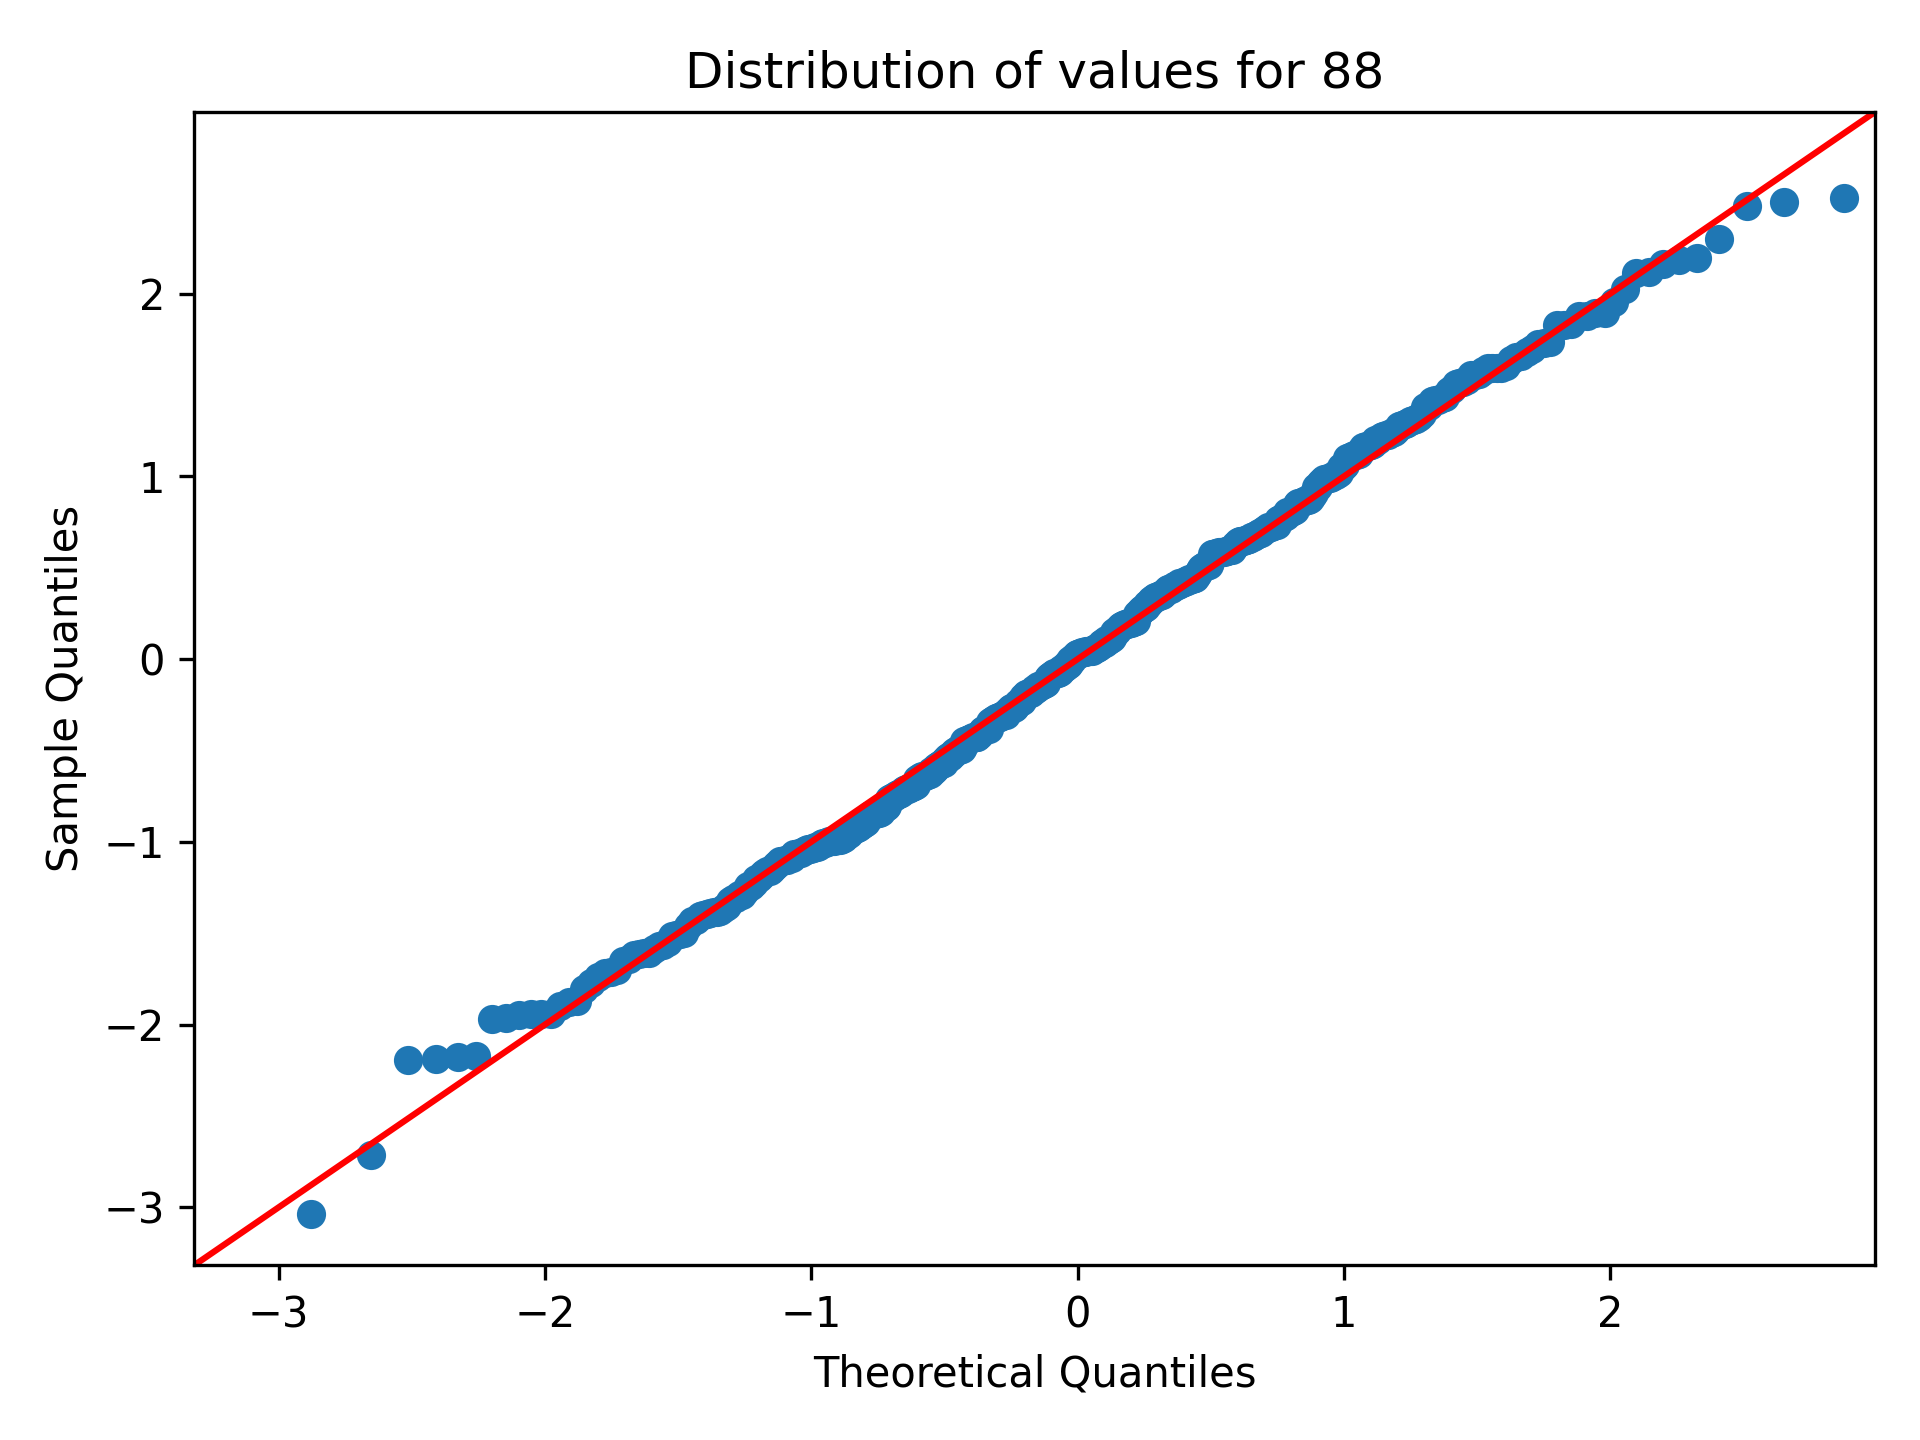 Distribution of values for 88
Sample Quantiles
2
1
0
−1
−2
−3
−3 −2 −1 0 1 2
Theoretical Quantiles